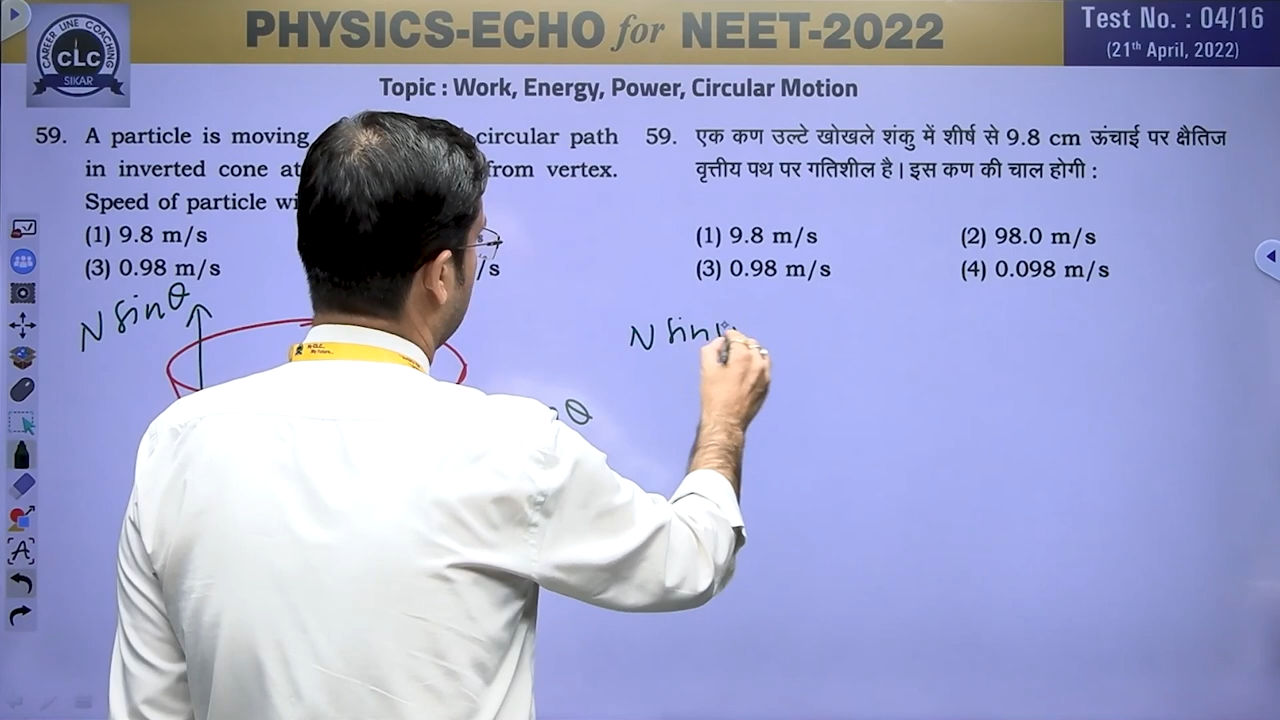 PHYSICS-ECHO for NEET-2022
Test No. : 04/16
(21th April, 2022)
CAREER LINE COACHING
CLC
SIKAR
Topic : Work, Energy, Power, Circular Motion
59. A particle is moving circular path
in inverted cone at from vertex.
Speed of particle
(1) 9.8 m/s
(3) 0.98 m/s /s
59. एक कण उल्टे खोखले शंकु में शीर्ष से 9.8 cm ऊंचाई पर क्षैतिज
वृत्तीय पथ पर गतिशील है। इस कण की चाल होगी :
(1) 9.8 m/s (2) 98.0 m/s
(3) 0.98 m/s (4) 0.098 m/s
N sin θ
N sin
θ
A